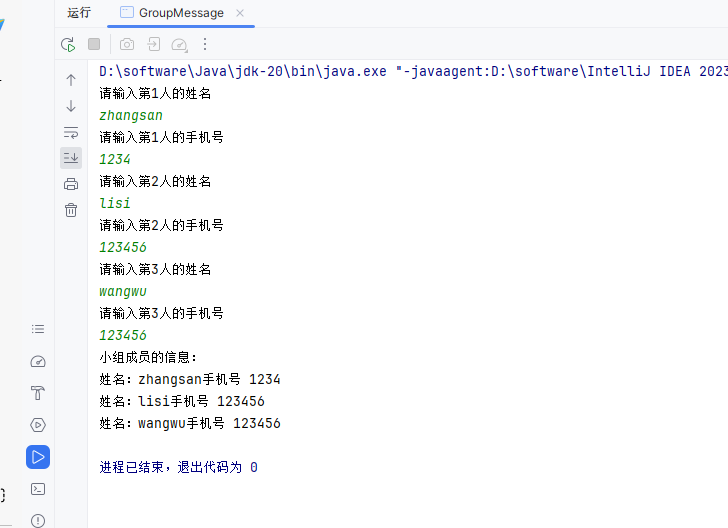 运行 GroupMessage
D:\software\Java\jdk-20\bin\java.exe "-javaagent:D:\software\IntelliJ IDEA 2023
请输入第1人的姓名
zhangsan
请输入第1人的手机号
1234
请输入第2人的姓名
lisi
请输入第2人的手机号
123456
请输入第3人的姓名
wangwu
请输入第3人的手机号
123456
小组成员的信息:
姓名: zhangsan手机号 1234
姓名: lisi手机号 123456
姓名: wangwu手机号 123456
进程已结束,退出代码为 0